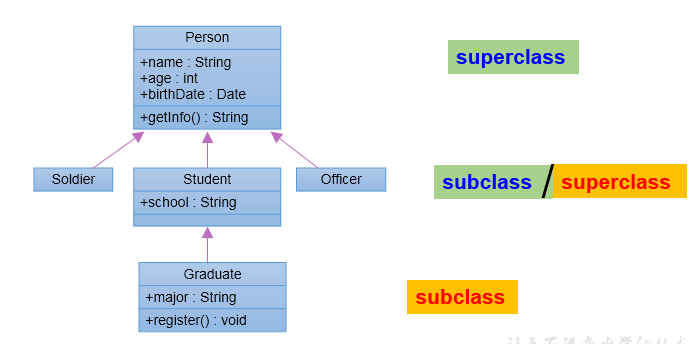 Person
+name : String
+age : int
+birthDate : Date
+getInfo() : String
superclass
Soldier
Student
+school : String
Officer
subclass / superclass
Graduate
+major : String
+register() : void
subclass